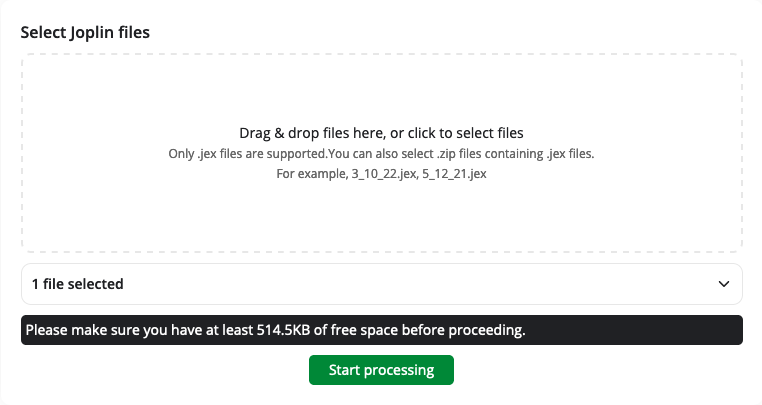 Select Joplin files
Drag & drop files here, or click to select files
Only .jex files are supported.You can also select .zip files containing .jex files.
For example, 3_10_22.jex, 5_12_21.jex
1 file selected
Please make sure you have at least 514.5KB of free space before proceeding.
Start processing